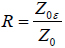 R = Z₀ε / Z₀